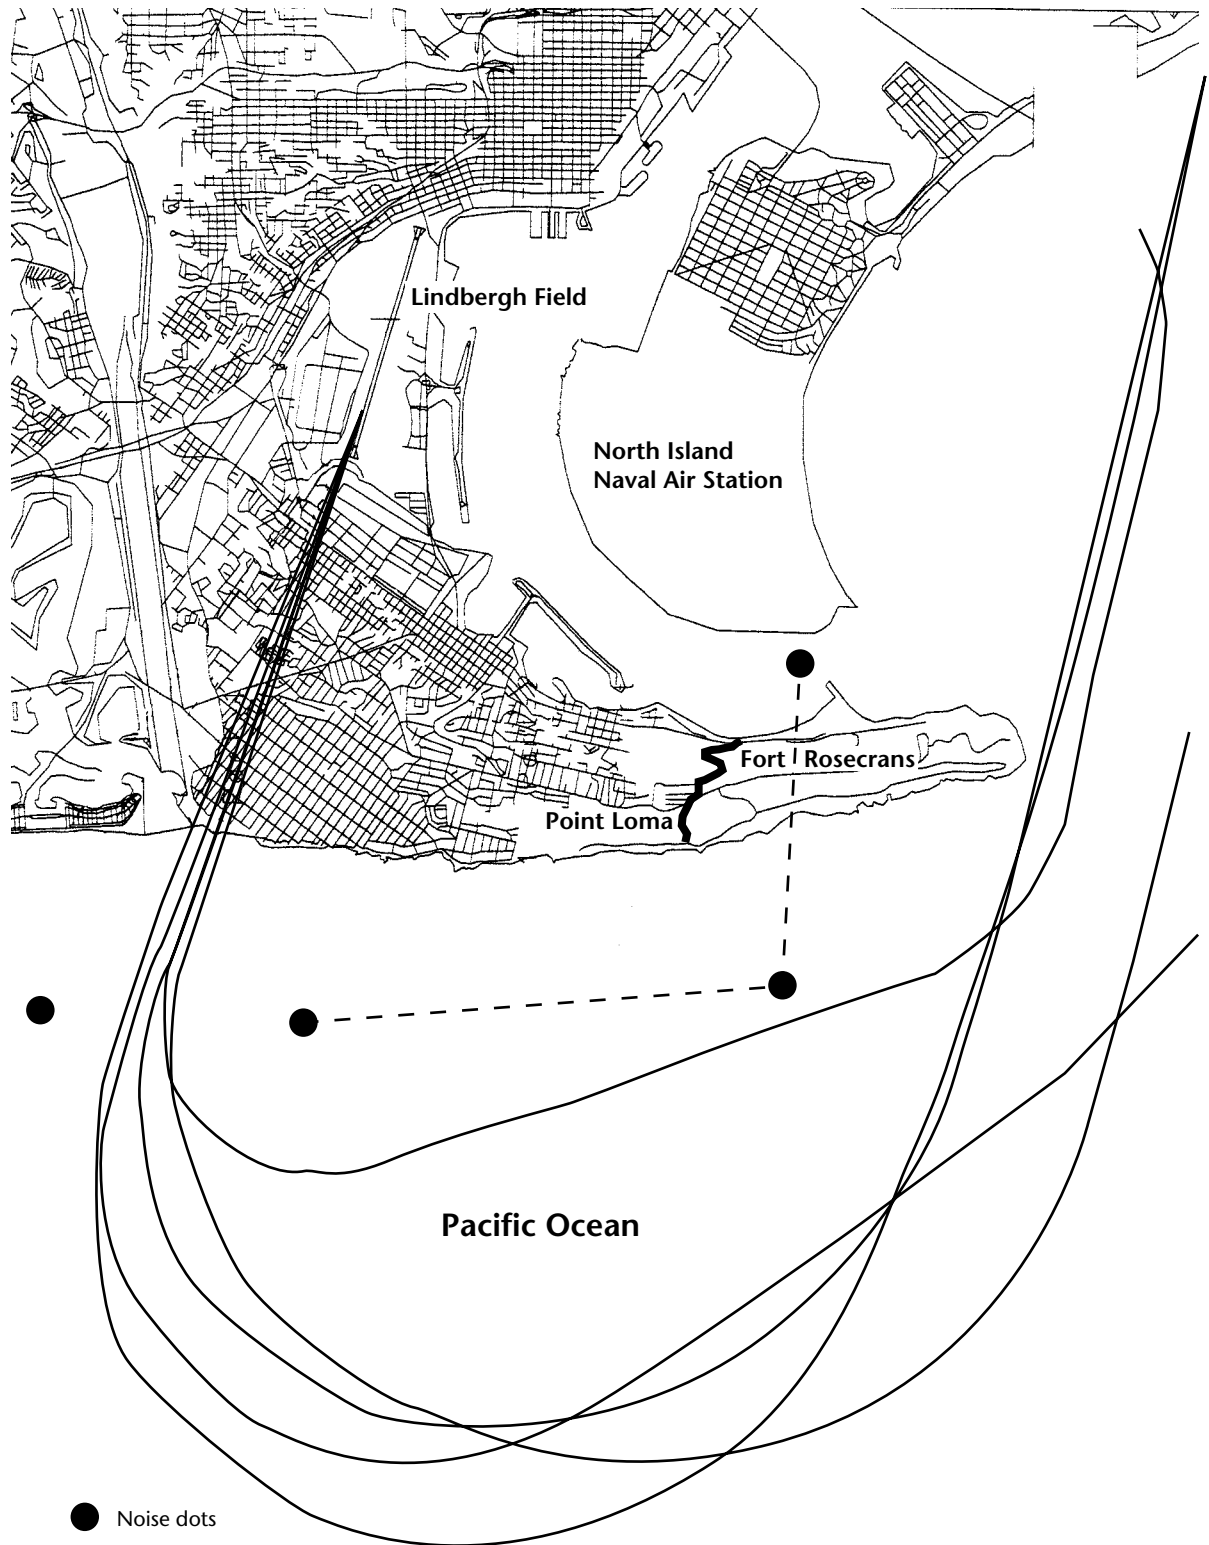 Lindbergh Field
North Island
Naval Air Station
Fort Rosecrans
Point Loma
Pacific Ocean
Noise dots